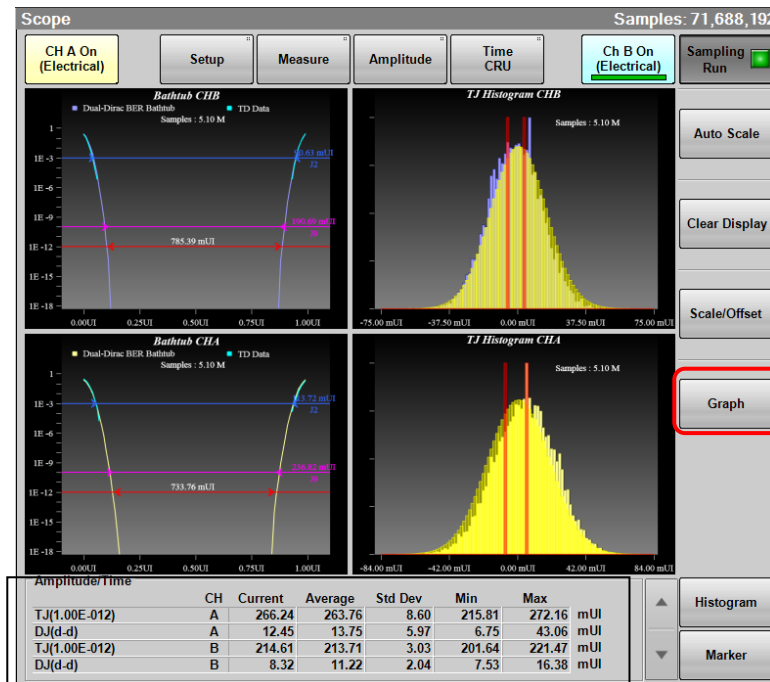 Scope Samples: 71,688,192
CH A On (Electrical)
Setup
Measure
Amplitude
Time CRU
Ch B On (Electrical)
Sampling Run
Bathtub CHB
Dual-Dirac BER Bathtub TD Data
Samples : 5.10 M
1
1E-3
1E-6
1E-9
1E-12
1E-15
1E-18
J2
785.39 mUI
0.00UI 0.25UI 0.50UI 0.75UI 1.00UI
TJ Histogram CHB
Samples : 5.10 M
-75.00 mUI -37.50 mUI 0.00 mUI 37.50 mUI 75.00 mUI
Auto Scale
Clear Display
Scale/Offset
Graph
Bathtub CHA
Dual-Dirac BER Bathtub TD Data
Samples : 5.10 M
1
1E-3
1E-6
1E-9
1E-12
1E-15
1E-18
J2
733.76 mUI
0.00UI 0.25UI 0.50UI 0.75UI 1.00UI
TJ Histogram CHA
Samples : 5.10 M
-84.00 mUI -42.00 mUI 0.00 mUI 42.00 mUI 84.00 mUI
Amplitude/Time
CH Current Average Std Dev Min Max
TJ(1.00E-012) A 266.24 263.76 8.60 215.81 272.16 mUI
DJ(d-d) A 12.45 13.75 5.97 6.75 43.06 mUI
TJ(1.00E-012) B 214.61 213.71 3.03 201.64 221.47 mUI
DJ(d-d) B 8.32 11.22 2.04 7.53 16.38 mUI
Histogram
Marker